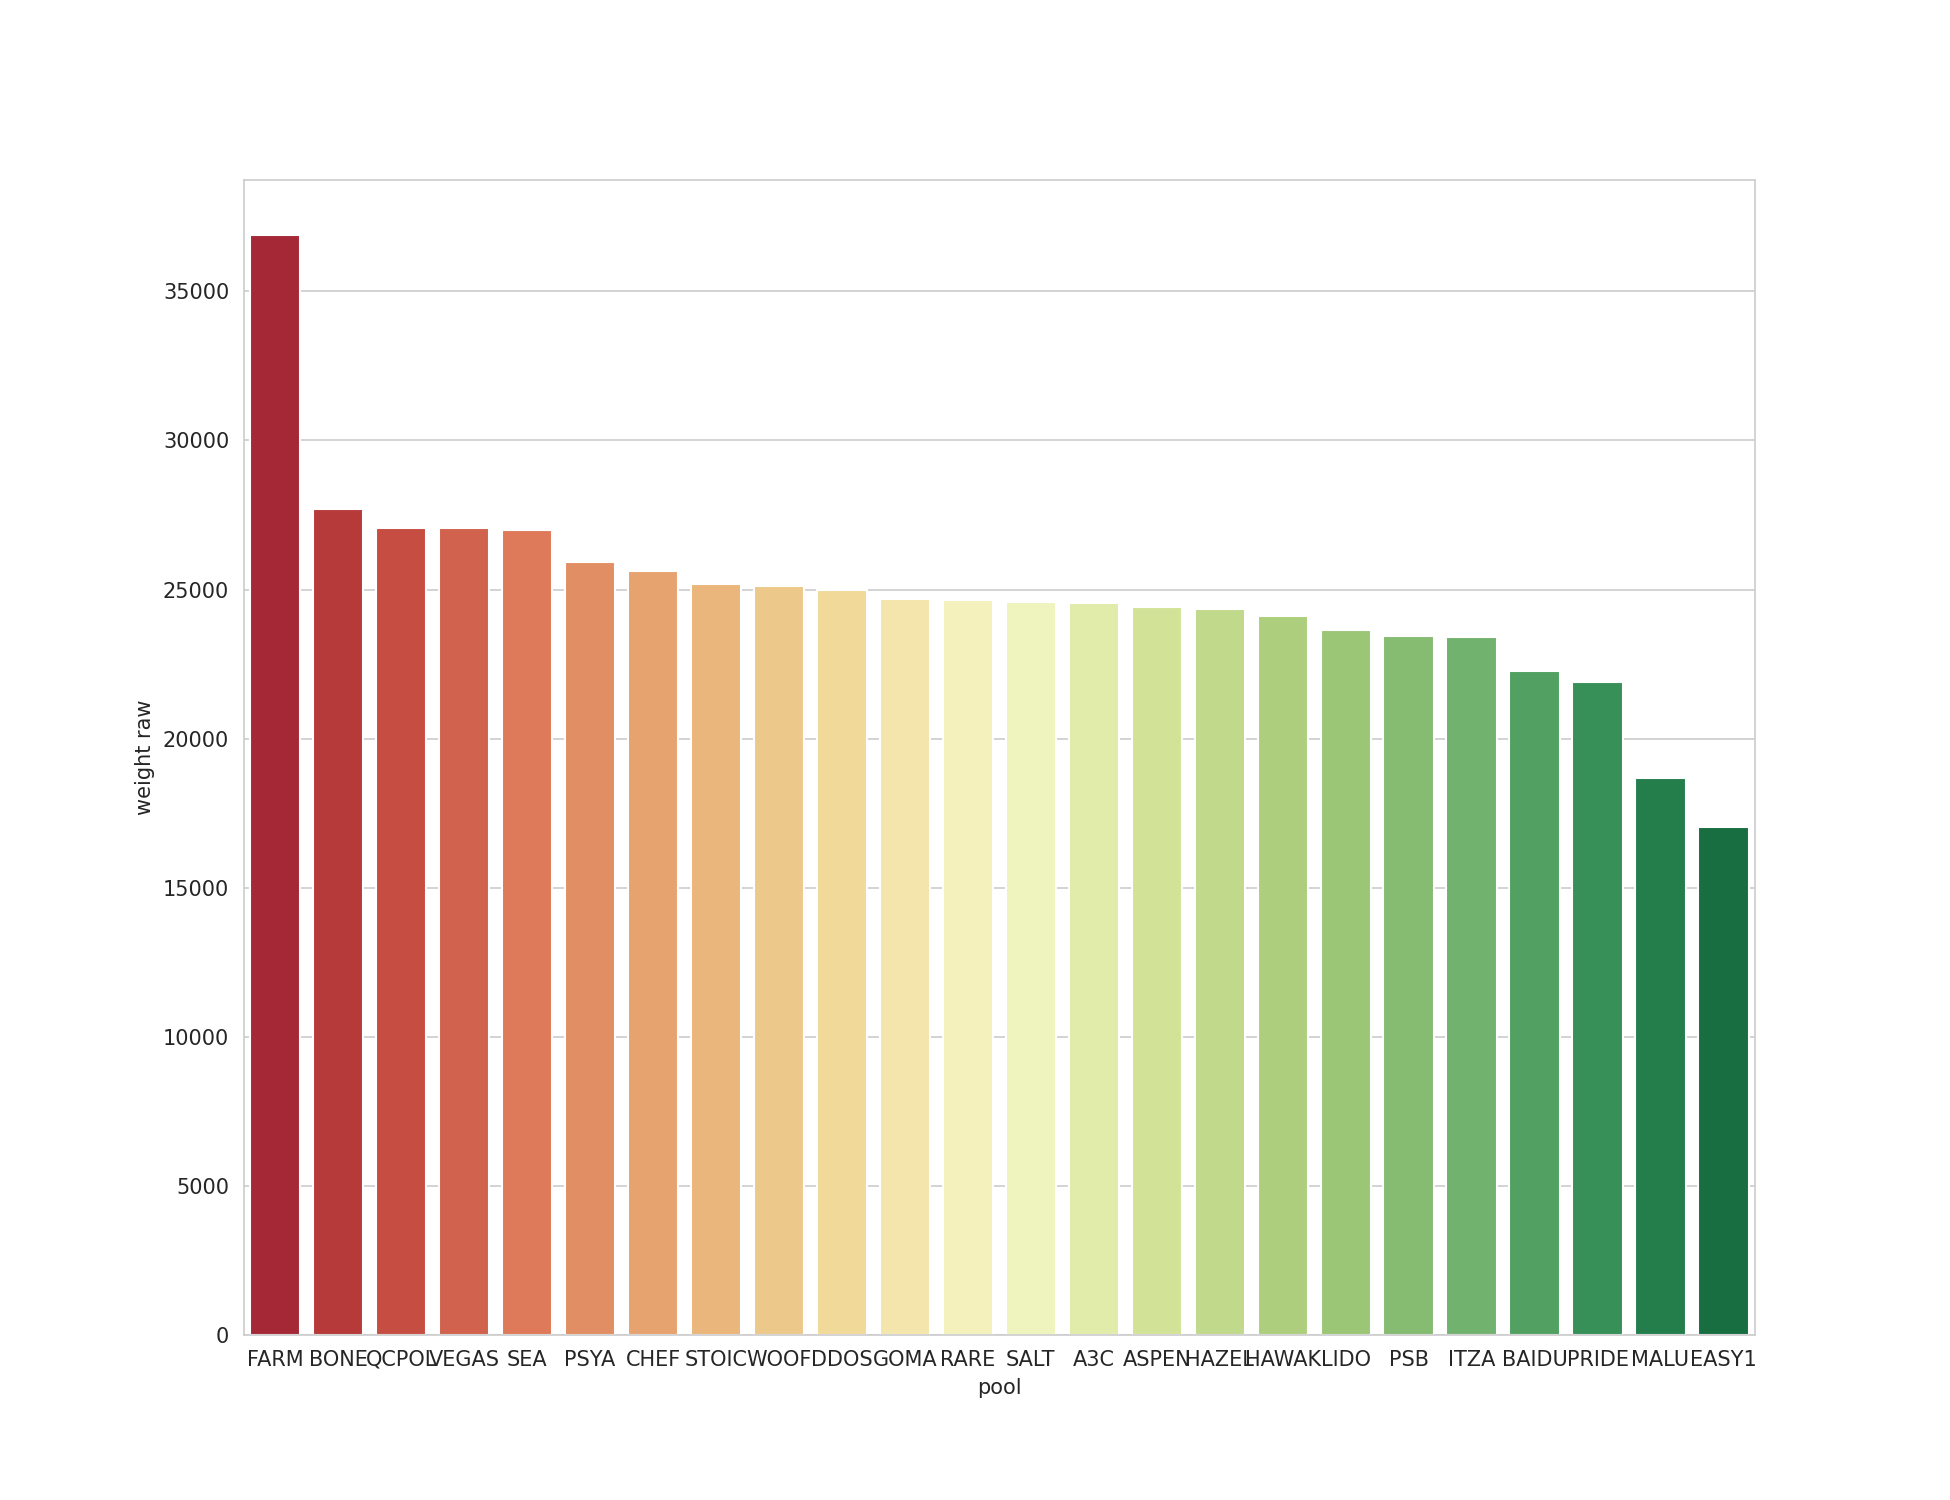 35000
30000
25000
20000
15000
10000
5000
0
weight raw
FARM BONE QCPOL VEGAS SEA PSYA CHEF STOIC WOOF DDOS GOMA RARE SALT A3C ASPEN HAZEL HAWAK LIDO PSB ITZA BAIDU PRIDE MALU EASY1
pool